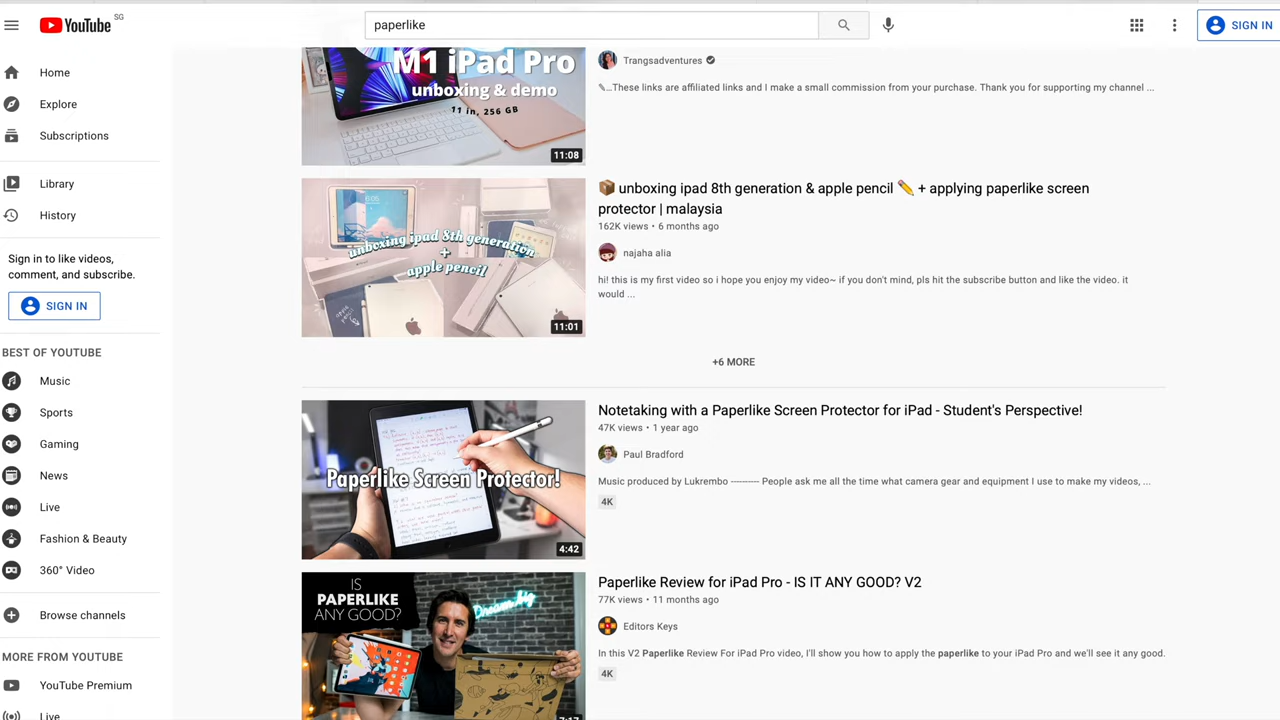 YouTube SG
paperlike
SIGN IN
Home
Explore
Subscriptions
Library
History
Sign in to like videos,
comment, and subscribe.
SIGN IN
BEST OF YOUTUBE
Music
Sports
Gaming
News
Live
Fashion & Beauty
360° Video
Browse channels
MORE FROM YOUTUBE
YouTube Premium
Live
M1 iPad Pro
unboxing & demo
11 in, 256 GB
11:08
Trangsadventures
✎...These links are affiliated links and I make a small commission from your purchase. Thank you for supporting my channel ...
unboxing ipad 8th generation
+
apple pencil
apple pencil
11:01
📦 unboxing ipad 8th generation & apple pencil ✏️ + applying paperlike screen
protector | malaysia
162K views • 6 months ago
najaha alia
hi! this is my first video so i hope you enjoy my video~ if you don't mind, pls hit the subscribe button and like the video. it
would ...
+6 MORE
Paperlike Screen Protector!
4:42
Notetaking with a Paperlike Screen Protector for iPad - Student's Perspective!
47K views • 1 year ago
Paul Bradford
Music produced by Lukrembo ---------- People ask me all the time what camera gear and equipment I use to make my videos, ...
4K
IS
PAPERLIKE
ANY GOOD?
Dream big
7:17
Paperlike Review for iPad Pro - IS IT ANY GOOD? V2
77K views • 11 months ago
Editors Keys
In this V2 Paperlike Review For iPad Pro video, I'll show you how to apply the paperlike to your iPad Pro and we'll see it any good.
4K